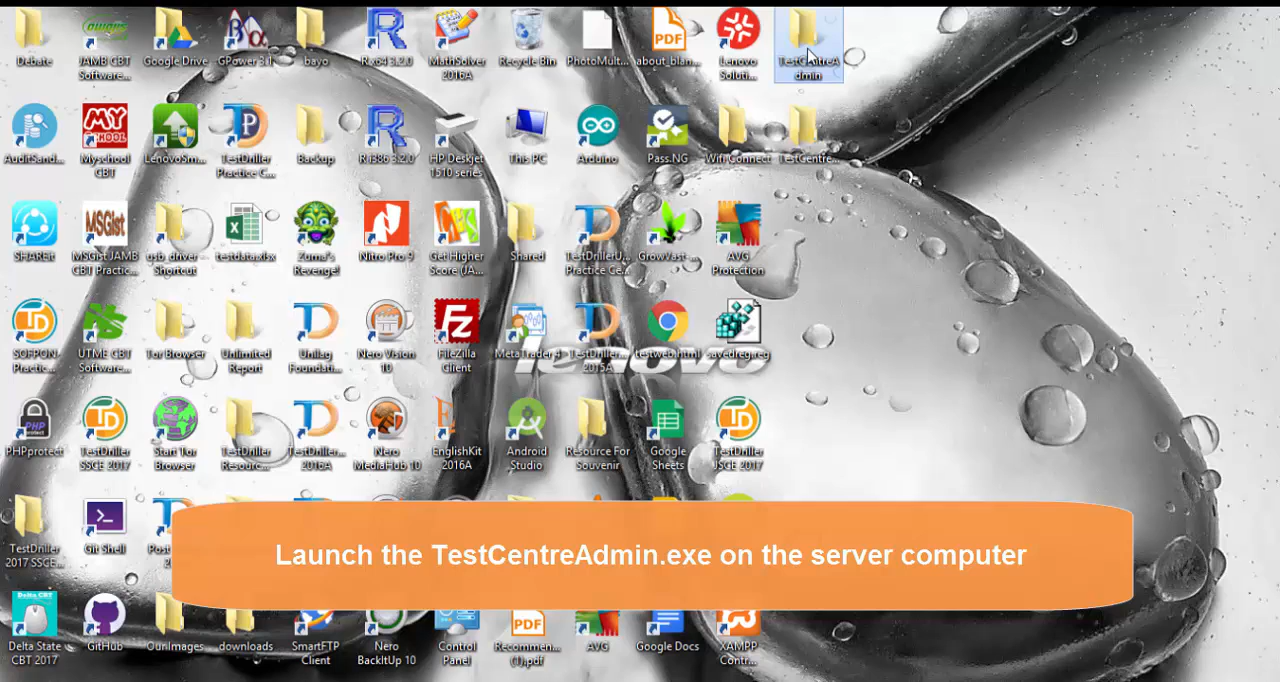 Debate
JAMB CBT
Software...
Google Drive
GPower 3.1
bayo
R x64 3.2.0
MathSolver
2016A
Recycle Bin
PhotoMult...
about_blan...
Lenovo
Soluti...
TestCentreA
dmin
AuditSand...
Myschool
CBT
LenovoSm...
TestDriller
Practice C...
Backup
R i386 3.2.0
HP Deskjet
1510 series
This PC
Arduino
Pass.NG
Wifi Connect
TestCentre...
SHAREit
MSGist JAMB
CBT Practic...
usb_driver -
Shortcut
testdata.xlsx
Zuma's
Revenge!
Nitro Pro 9
Get Higher
Score (JA...
Shared
TestDrillerU...
Practice Ce...
GrowVast-...
AVG
Protection
SOFPON
Practic...
UTME CBT
Software...
Tor Browser
Unlimited
Report
Unilag
Foundati...
Nero Vision
10
FileZilla
Client
MetaTrader 4
TestDriller...
2015A
testweb.html
savedreg.reg
lenovo
PHPprotect
TestDriller
SSCE 2017
Start Tor
Browser
TestDriller
Resourc...
TestDriller...
2016A
Nero
MediaHub 10
EnglishKit
2016A
Android
Studio
Resource For
Souvenir
Google
Sheets
TestDriller
JSCE 2017
TestDriller
2017 SSCE...
Git Shell
Launch the TestCentreAdmin.exe on the server computer
Delta State
CBT 2017
GitHub
OurImages
downloads
SmartFTP
Client
Nero
BackItUp 10
Control
Panel
Recommen...
(1).pdf
AVG
Google Docs
XAMPP
Contr...